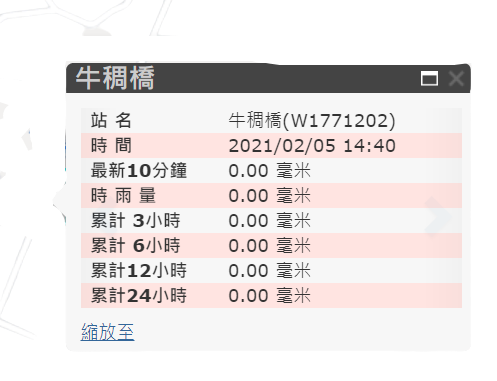 牛稠橋
站 名 牛稠橋(W1771202)
時 間 2021/02/05 14:40
最新10分鐘 0.00 毫米
時 雨 量 0.00 毫米
累計 3小時 0.00 毫米
累計 6小時 0.00 毫米
累計12小時 0.00 毫米
累計24小時 0.00 毫米
縮放至